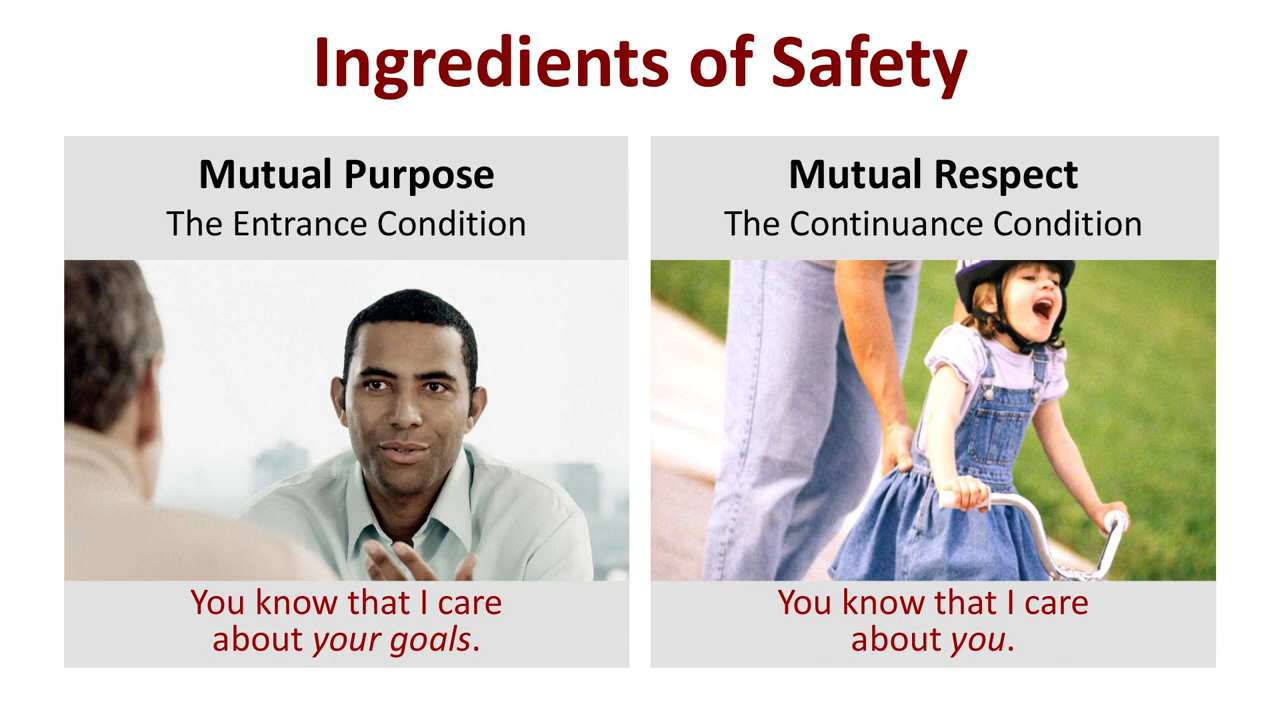 Ingredients of Safety
Mutual Purpose
The Entrance Condition
You know that I care
about your goals.
Mutual Respect
The Continuance Condition
You know that I care
about you.